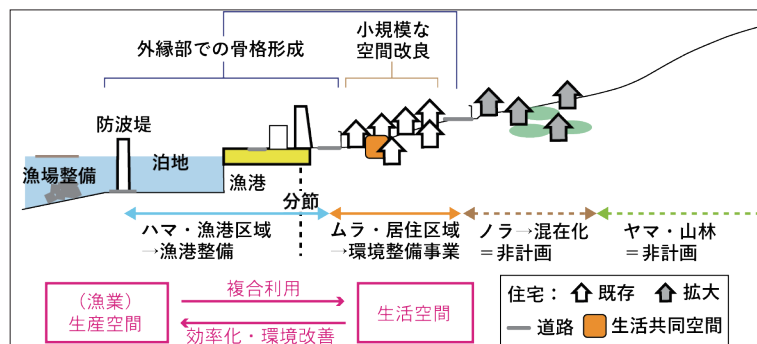 外縁部での骨格形成
小規模な
空間改良
防波堤
漁場整備
泊地
漁港
分節
ハマ・漁港区域
→漁港整備
ムラ・居住区域
→環境整備事業
ノラ→混在化
＝非計画
ヤマ・山林
＝非計画
（漁業）
生産空間
複合利用
効率化・環境改善
生活空間
住宅： 既存 拡大
道路 生活共同空間